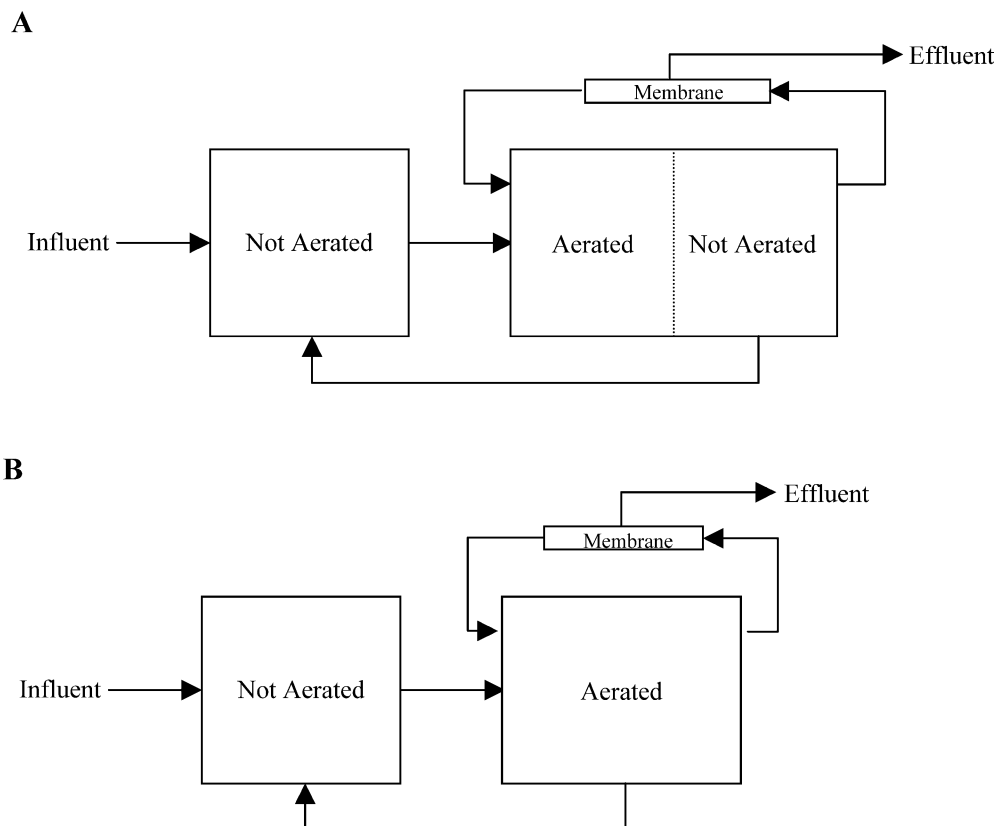 A
Effluent
Membrane
Influent
Not Aerated
Aerated
Not Aerated
B
Effluent
Membrane
Influent
Not Aerated
Aerated